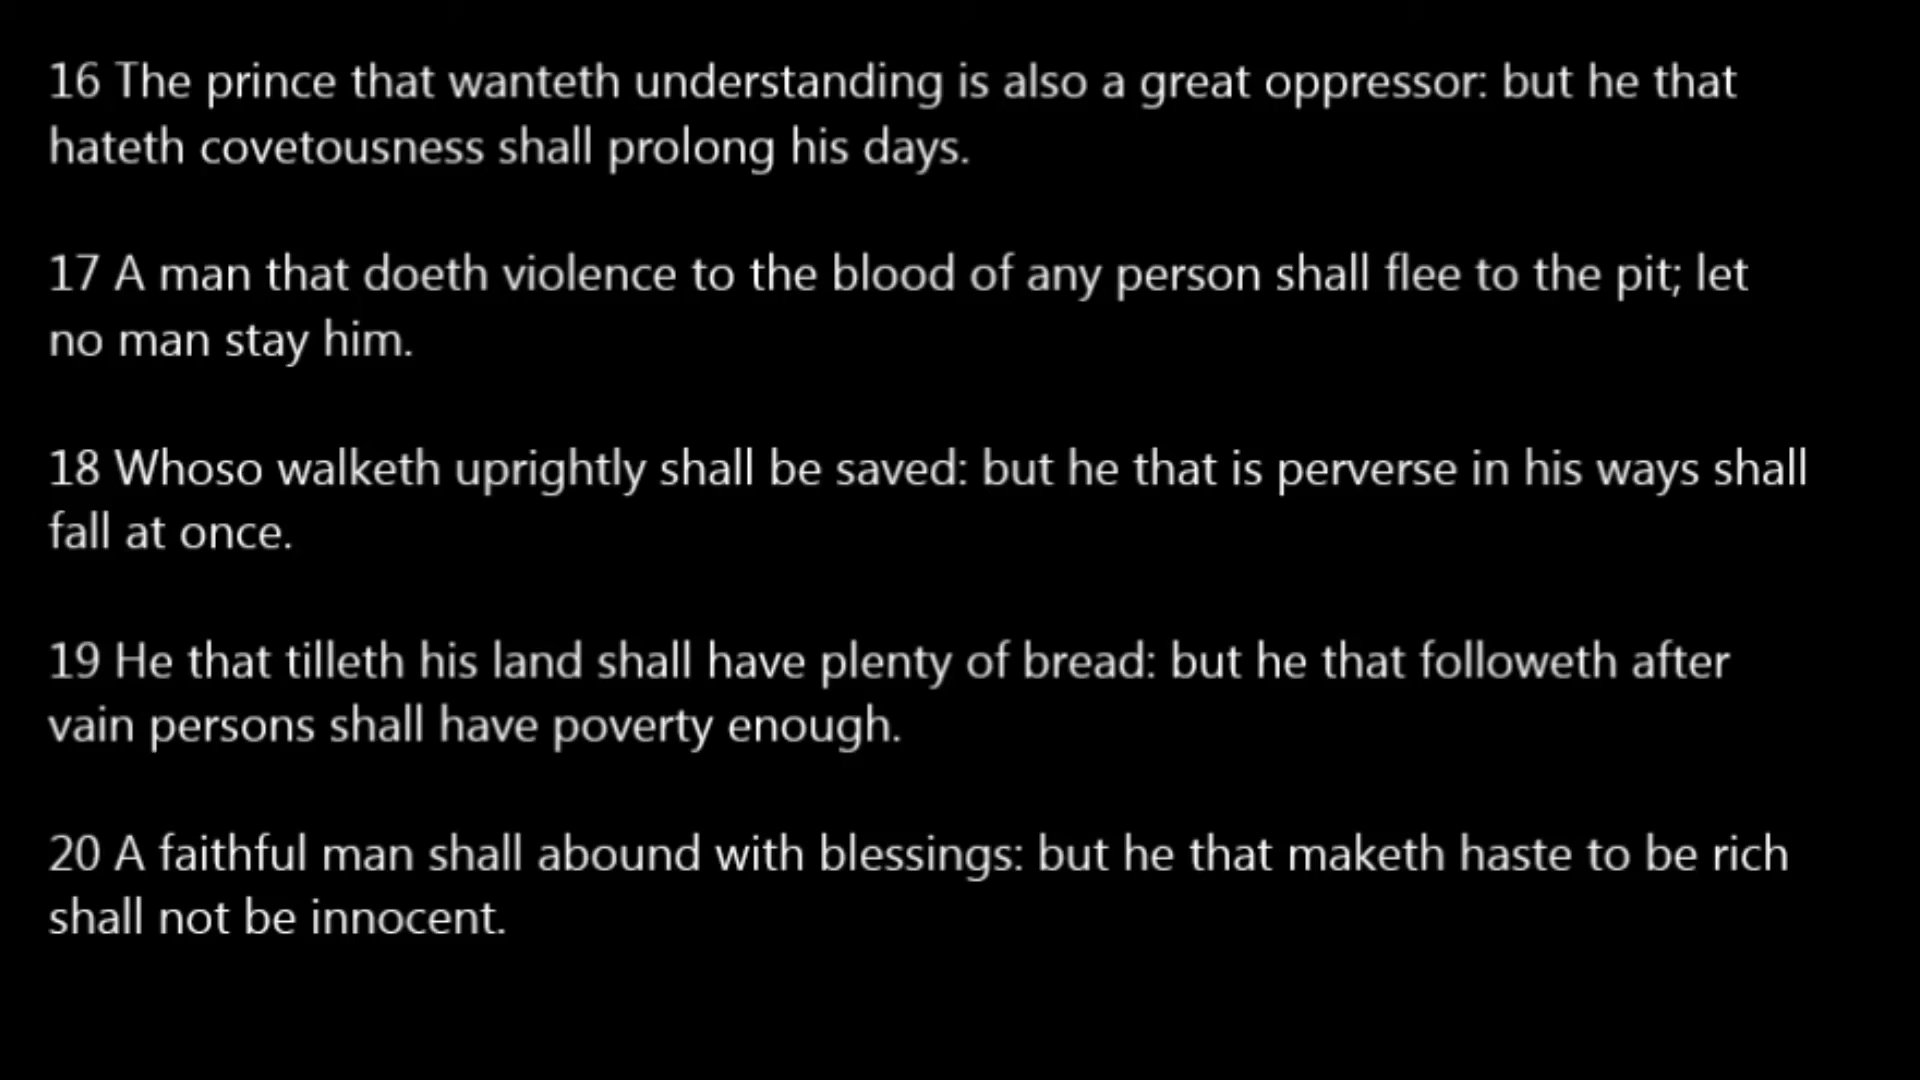 16 The prince that wanteth understanding is also a great oppressor: but he that
hateth covetousness shall prolong his days.
17 A man that doeth violence to the blood of any person shall flee to the pit; let
no man stay him.
18 Whoso walketh uprightly shall be saved: but he that is perverse in his ways shall
fall at once.
19 He that tilleth his land shall have plenty of bread: but he that followeth after
vain persons shall have poverty enough.
20 A faithful man shall abound with blessings: but he that maketh haste to be rich
shall not be innocent.